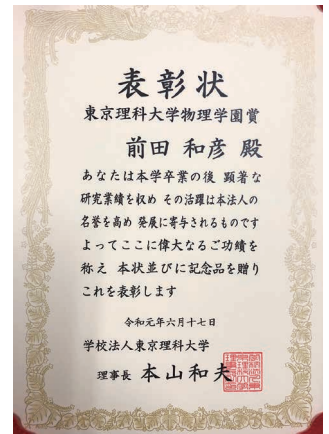 表彰状
東京理科大学物理学園賞
前田 和彦 殿
あなたは本学卒業の後 顕著な
研究業績を収め その活躍は本法人の
名誉を高め 発展に寄与されるものです
よってここに偉大なるご功績を
称え 本状並びに記念品を贈り
これを表彰します
令和元年六月十七日
学校法人東京理科大学
理事長 本山和夫